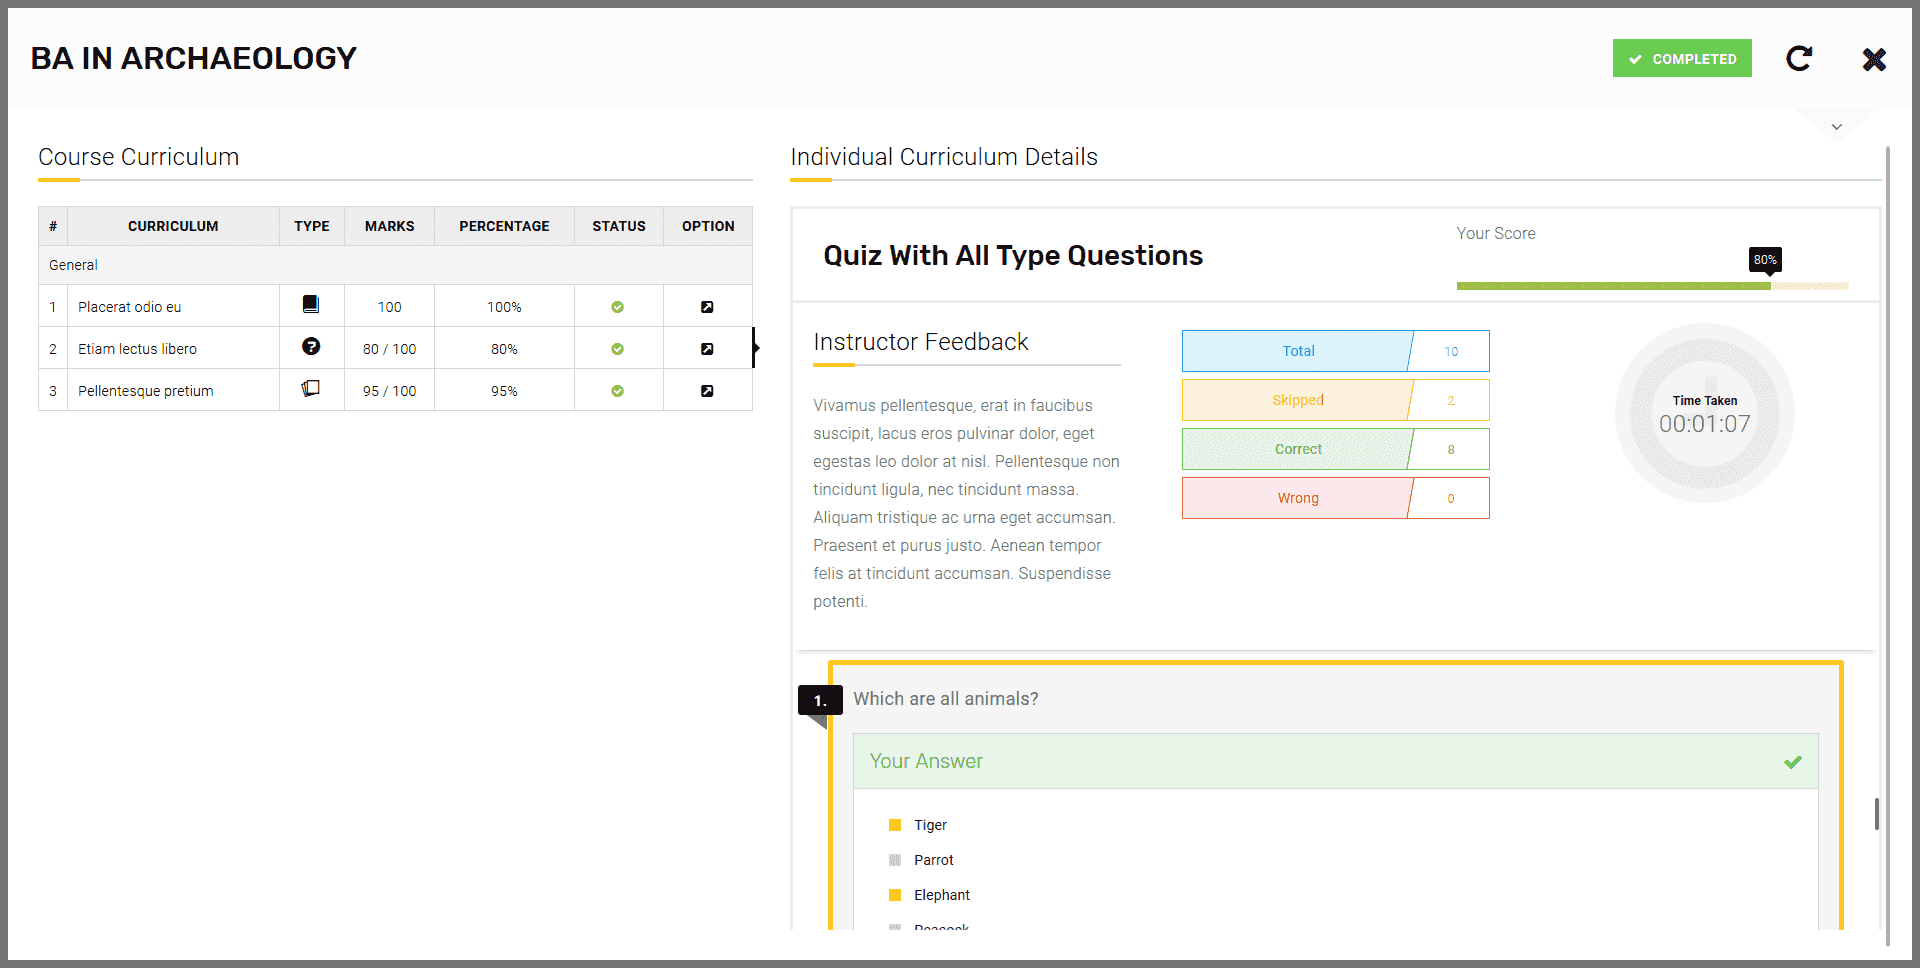 BA IN ARCHAEOLOGY
COMPLETED
Course Curriculum
# CURRICULUM TYPE MARKS PERCENTAGE STATUS OPTION
General
1 Placerat odio eu 100 100%
2 Etiam lectus libero 80 / 100 80%
3 Pellentesque pretium 95 / 100 95%
Individual Curriculum Details
Quiz With All Type Questions
Your Score
80%
Instructor Feedback
Vivamus pellentesque, erat in faucibus
suscipit, lacus eros pulvinar dolor, eget
egestas leo dolor at nisl. Pellentesque non
tincidunt ligula, nec tincidunt massa.
Aliquam tristique ac urna eget accumsan.
Praesent et purus justo. Aenean tempor
felis at tincidunt accumsan. Suspendisse
potenti.
Total 10
Skipped 2
Correct 8
Wrong 0
Time Taken
00:01:07
1. Which are all animals?
Your Answer
Tiger
Parrot
Elephant
Peacock